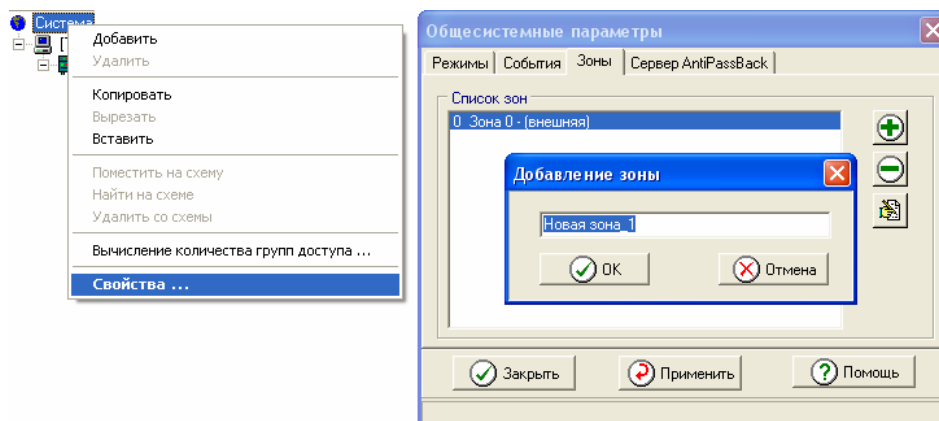 Система
Добавить
Удалить
Копировать
Вырезать
Вставить
Поместить на схему
Найти на схеме
Удалить со схемы
Вычисление количества групп доступа ...
Свойства ...
Общесистемные параметры
Режимы События Зоны Сервер AntiPassBack
Список зон
0 Зона 0 - (внешняя)
Добавление зоны
Новая зона_1
OK Отмена
Закрыть Применить Помощь